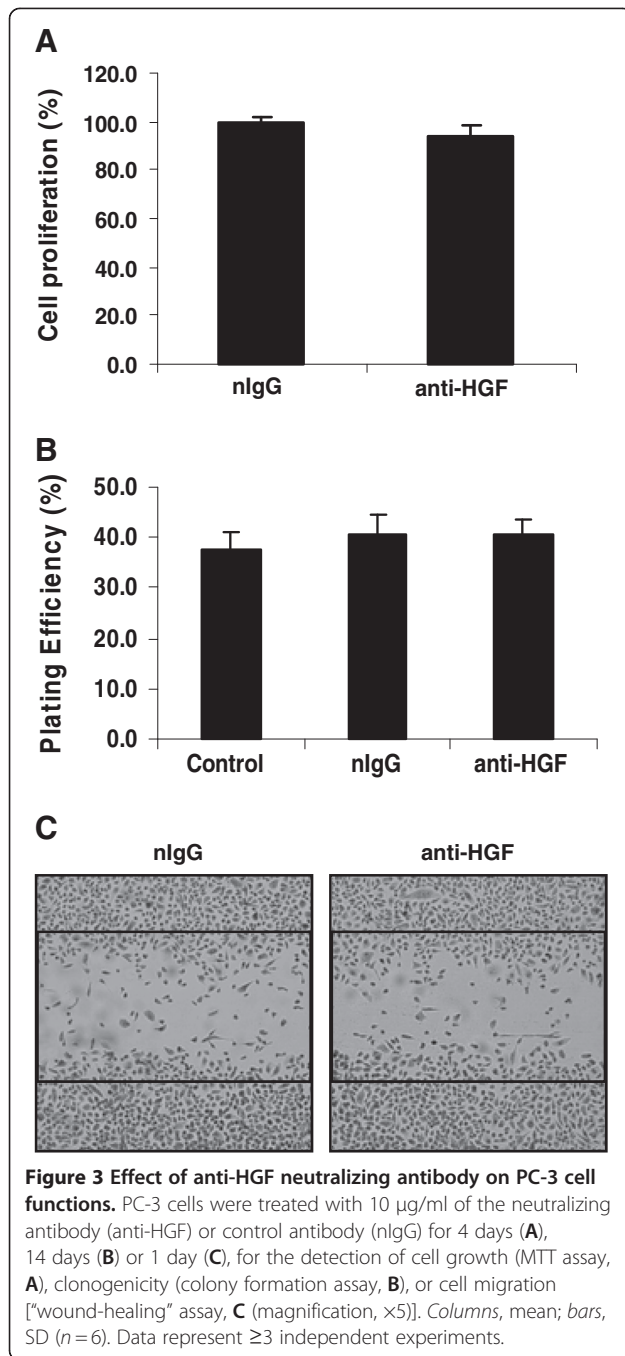 A
Cell proliferation (%)
120.0
100.0
80.0
60.0
40.0
20.0
0.0
nIgG
anti-HGF
B
Plating Efficiency (%)
50.0
40.0
30.0
20.0
10.0
0.0
Control
nIgG
anti-HGF
C
nIgG
anti-HGF
Figure 3 Effect of anti-HGF neutralizing antibody on PC-3 cell
functions. PC-3 cells were treated with 10 μg/ml of the neutralizing
antibody (anti-HGF) or control antibody (nIgG) for 4 days (A),
14 days (B) or 1 day (C), for the detection of cell growth (MTT assay,
A), clonogenicity (colony formation assay, B), or cell migration
["wound-healing" assay, C (magnification, ×5)]. Columns, mean; bars,
SD (n = 6). Data represent ≥3 independent experiments.